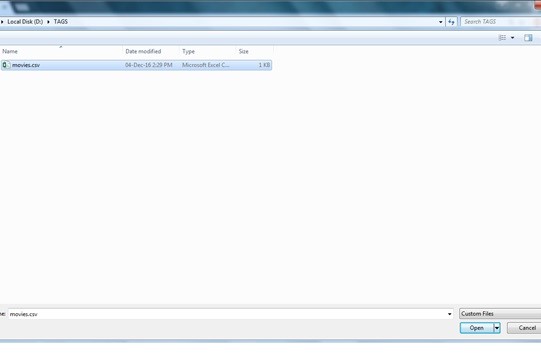 Local Disk (D:) ▸ TAGS Search TAGS
Name Date modified Type Size
movies.csv 04-Dec-16 2:29 PM Microsoft Excel C... 1 KB
me: movies.csv Custom Files
Open Cancel